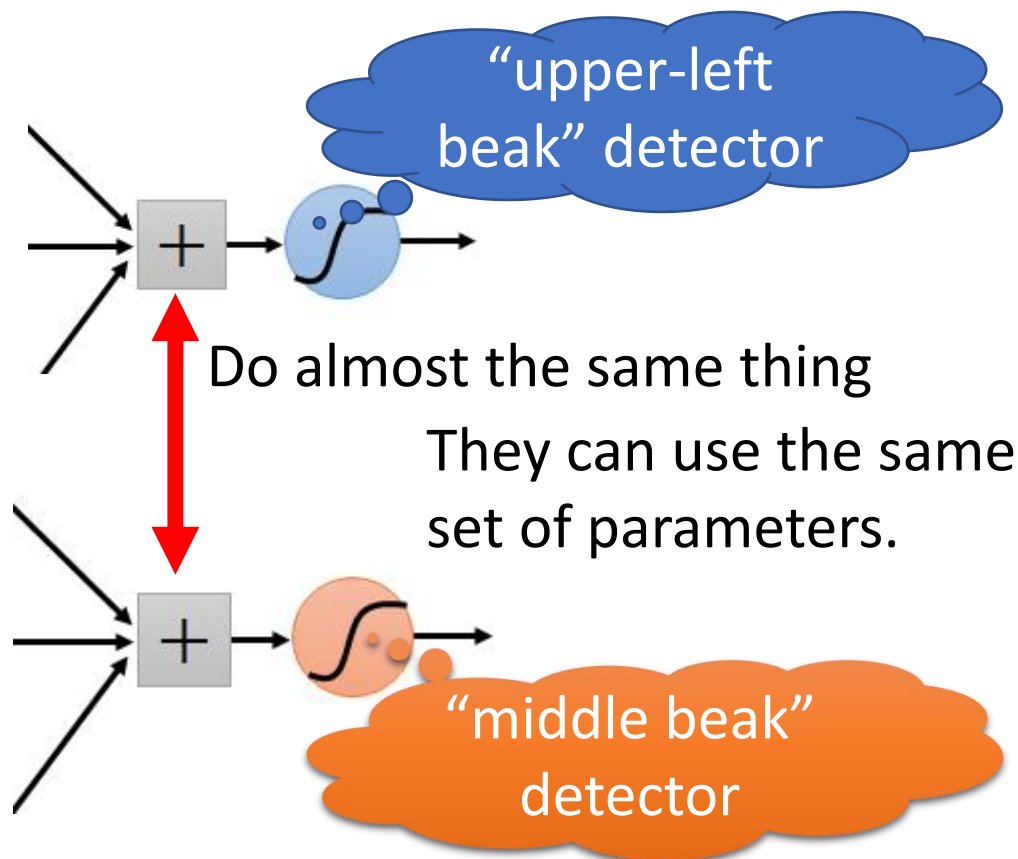 “upper-left
beak” detector
+
Do almost the same thing
They can use the same
set of parameters.
+
“middle beak”
detector